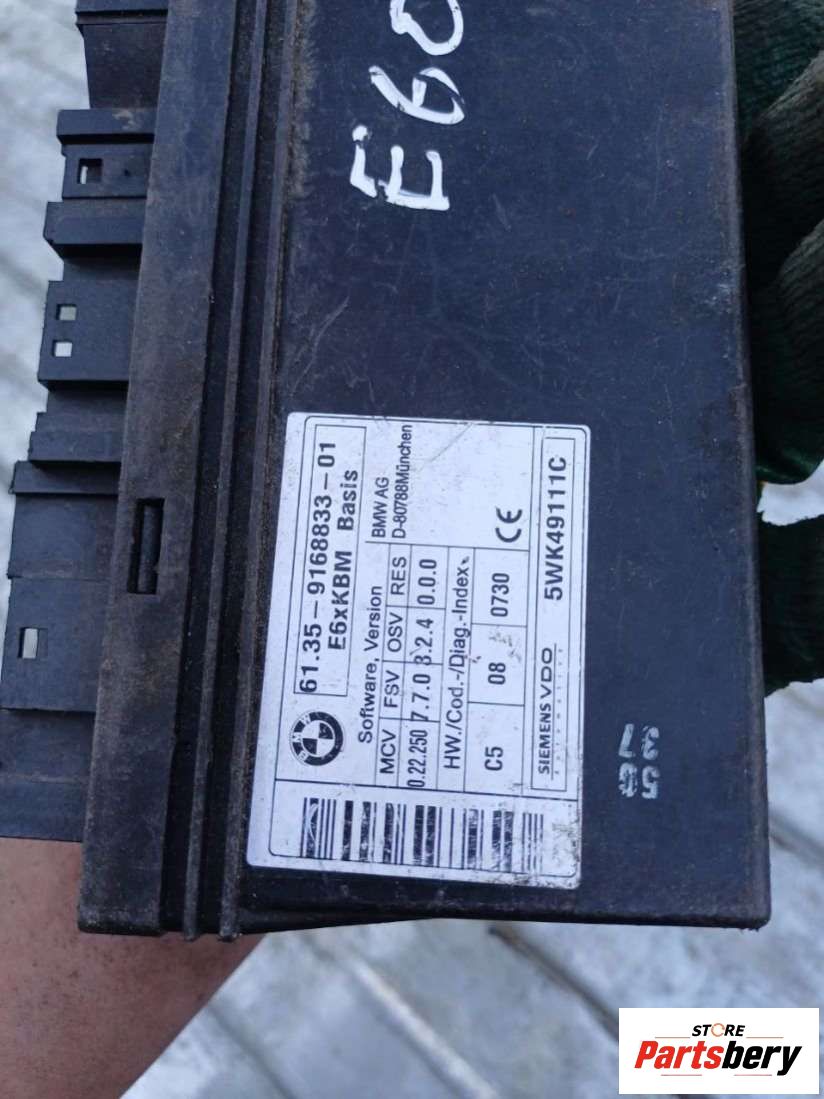 E60
61.35-9168833-01
E6xKBM Basis
Software, Version
BMW AG
D-80788München
MCV FSV OSV RES
0.22.250 7.7.0 3.2.4 0.0.0
HW./Cod.-/Diag.-Index
C5 08 0730
CE
SIEMENS VDO
Automotive
5WK49111C
BMW
37
STORE
Partsbery